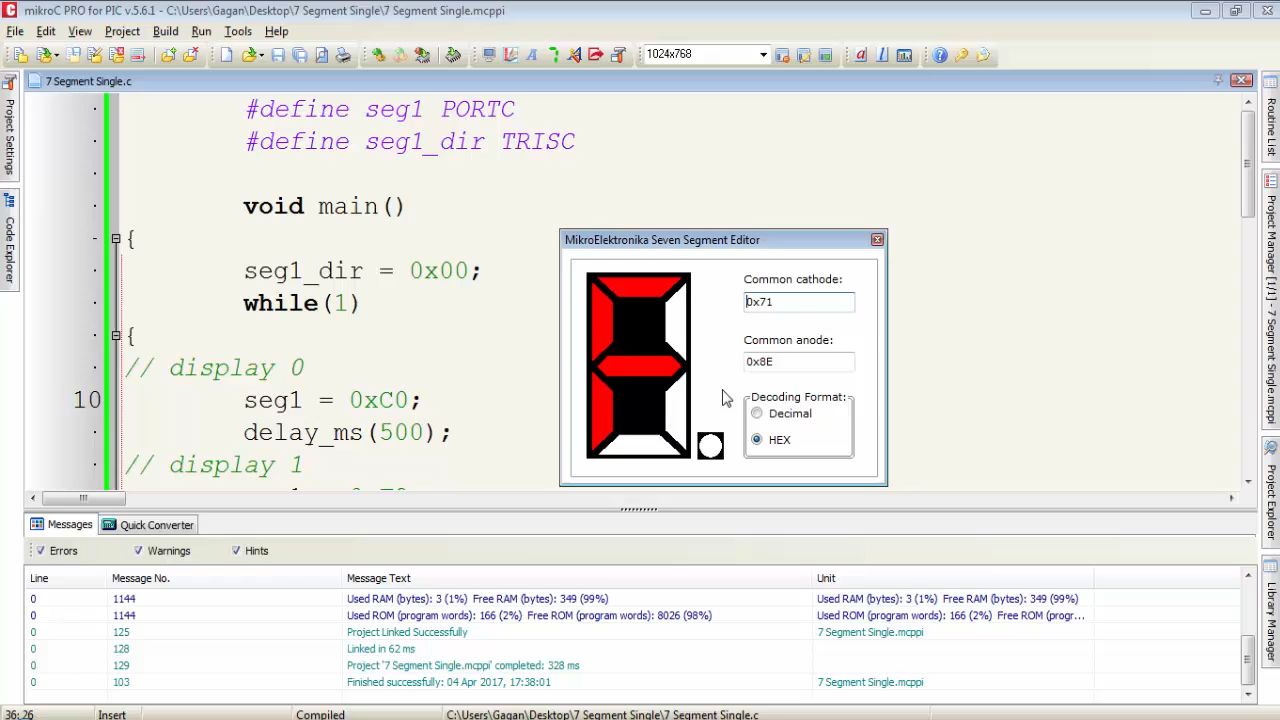 mikroC PRO for PIC v.5.6.1 - C:\Users\Gagan\Desktop\7 Segment Single\7 Segment Single.mcppi
File Edit View Project Build Run Tools Help
1024x768
7 Segment Single.c
Project Settings
Code Explorer
#define seg1 PORTC
#define seg1_dir TRISC
void main()
{
seg1_dir = 0x00;
while(1)
{
// display 0
10 seg1 = 0xC0;
delay_ms(500);
// display 1
MikroElektronika Seven Segment Editor
Common cathode:
0x71
Common anode:
0x8E
Decoding Format:
Decimal
HEX
Routine List
Project Manager [1/1] - 7 Segment Single.mcppi
Project Explorer
Library Manager
Messages Quick Converter
Errors Warnings Hints
Line Message No. Message Text Unit
0 1144 Used RAM (bytes): 3 (1%) Free RAM (bytes): 349 (99%) Used RAM (bytes): 3 (1%) Free RAM (bytes): 349 (99%)
0 1144 Used ROM (program words): 166 (2%) Free ROM (program words): 8026 (98%) Used ROM (program words): 166 (2%) Free ROM (progr...
0 125 Project Linked Successfully 7 Segment Single.mcppi
0 128 Linked in 62 ms
0 129 Project '7 Segment Single.mcppi' completed: 328 ms
0 103 Finished successfully: 04 Apr 2017, 17:38:01 7 Segment Single.mcppi
36:26 Insert Compiled C:\Users\Gagan\Desktop\7 Segment Single\7 Segment Single.c